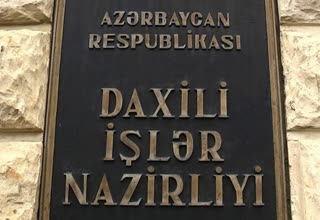 AZƏRBAYCAN
RESPUBLİKASI
DAXİLİ
İŞLƏR
NAZİRLİYİ